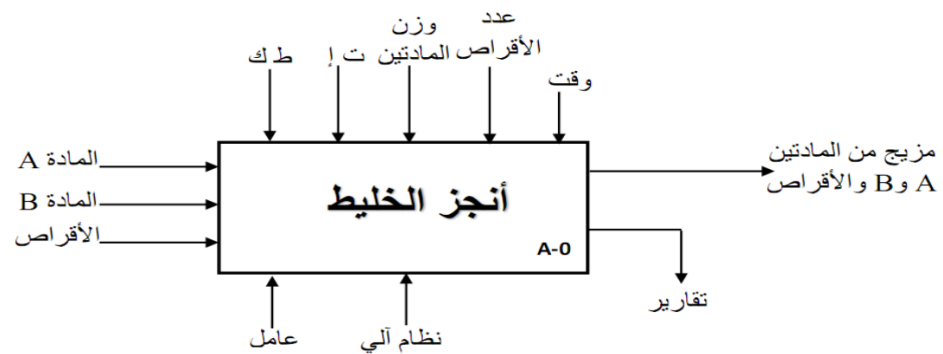 عدد
الأقراص
وزن
المادتين
ت إ
ط ك
وقت
المادة A
المادة B
الأقراص
أنجز الخليط
A-0
مزيج من المادتين
A وB والأقراص
تقارير
نظام آلي
عامل